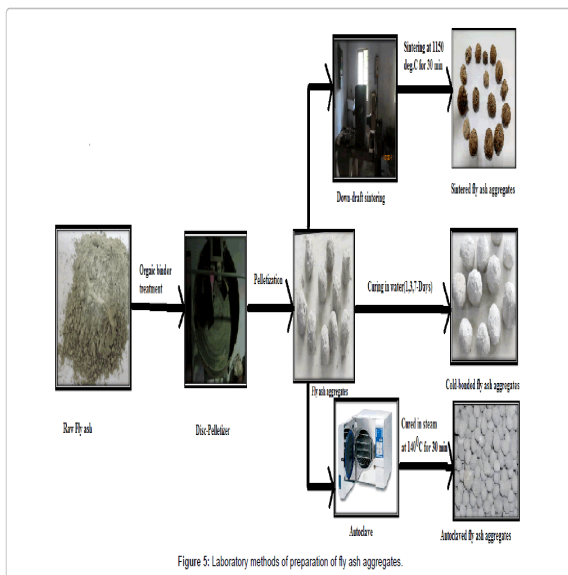 Sintering at 1150
deg.C for 30 min
Down-draft sintering
Sintered fly ash aggregates
Orgaic binder
treatment
Pelletization
Curing in water(1,3,7-Days)
Raw Fly ash
Disc-Pelletizer
Fly ash aggregates
Cold-bonded fly ash aggregates
Cured in steam
at 140⁰C for 30 min
Autoclave
Autoclaved fly ash aggregates
Figure 5: Laboratory methods of preparation of fly ash aggregates.